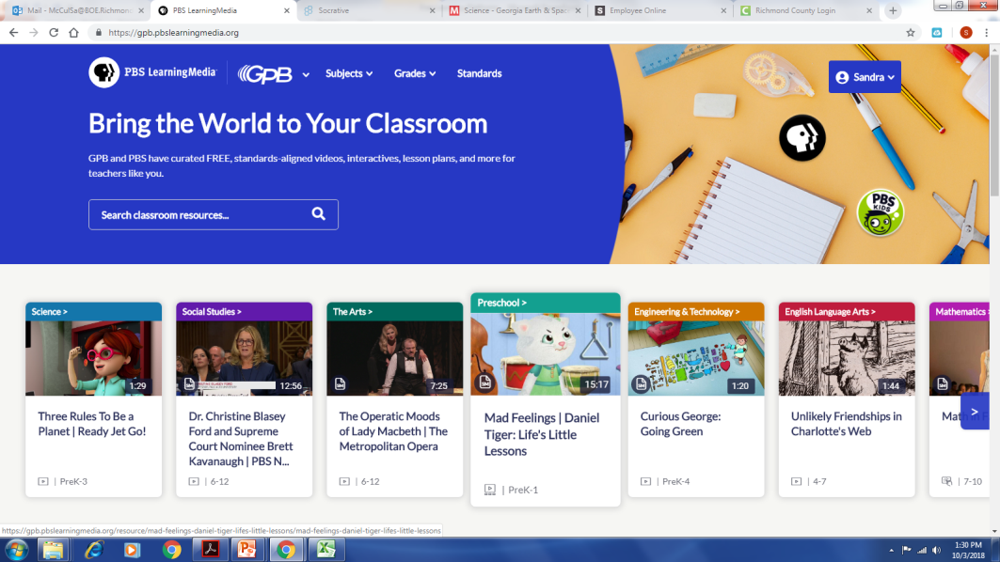 Mail - McCulSa@BOE.Richmon
PBS LearningMedia
Socrative
Science - Georgia Earth & Spac
Employee Online
Richmond County Login
https://gpb.pbslearningmedia.org
S
PBS LearningMedia
GPB
Subjects
Grades
Standards
Sandra
Bring the World to Your Classroom
GPB and PBS have curated FREE, standards-aligned videos, interactives, lesson plans, and more for
teachers like you.
Search classroom resources...
PBS
KIDS
Science >
1:29
Three Rules To Be a
Planet | Ready Jet Go!
| PreK-3
Social Studies >
SM
12:56
Dr. Christine Blasey
Ford and Supreme
Court Nominee Brett
Kavanaugh | PBS N...
| 6-12
The Arts >
SM
7:25
The Operatic Moods
of Lady Macbeth | The
Metropolitan Opera
| 6-12
Preschool >
SM
15:17
Mad Feelings | Daniel
Tiger: Life's Little
Lessons
| PreK-1
Engineering & Technology >
SM
1:20
Curious George:
Going Green
| PreK-4
English Language Arts >
1:44
Unlikely Friendships in
Charlotte's Web
| 4-7
Mathematics >
SM
Math
| 7-10
>
https://gpb.pbslearningmedia.org/resource/mad-feelings-daniel-tiger-lifes-little-lessons/mad-feelings-daniel-tiger-lifes-little-lessons
1:30 PM
10/3/2018